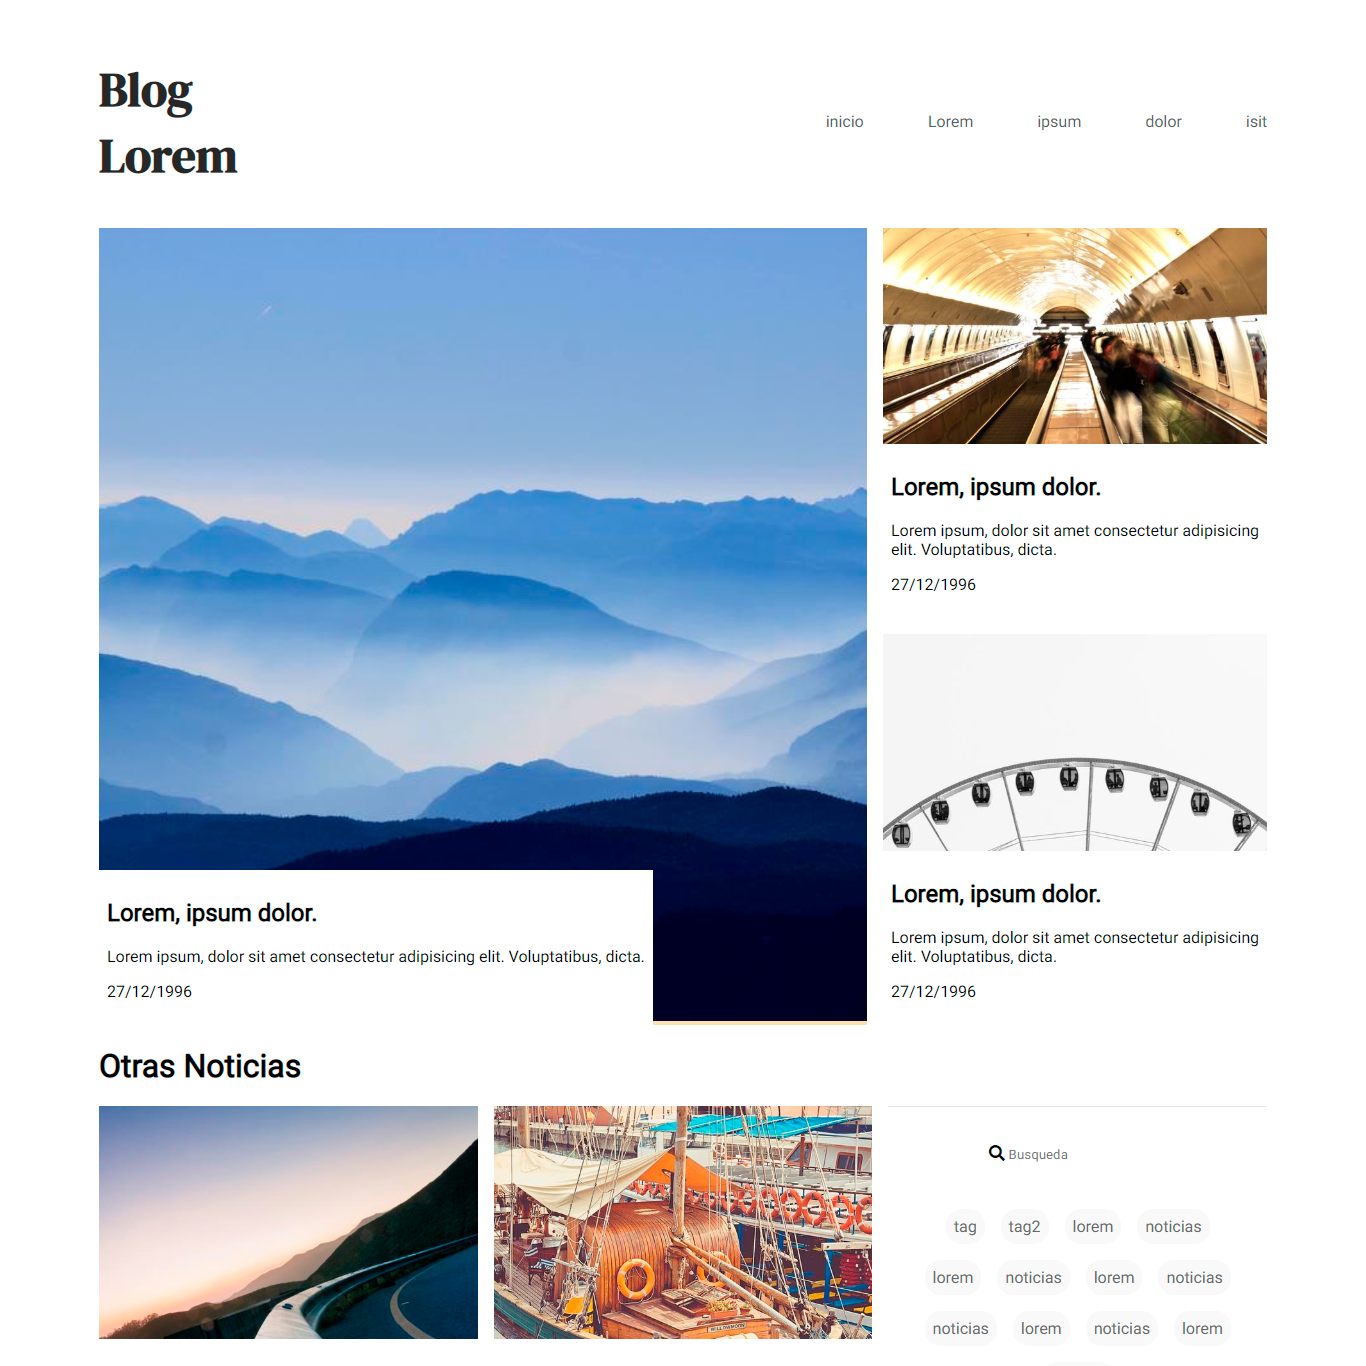 Blog
Lorem
inicio Lorem ipsum dolor isit
Lorem, ipsum dolor.
Lorem ipsum, dolor sit amet consectetur adipisicing elit. Voluptatibus, dicta.
27/12/1996
Lorem, ipsum dolor.
Lorem ipsum, dolor sit amet consectetur adipisicing
elit. Voluptatibus, dicta.
27/12/1996
Lorem, ipsum dolor.
Lorem ipsum, dolor sit amet consectetur adipisicing
elit. Voluptatibus, dicta.
27/12/1996
Otras Noticias
Busqueda
tag tag2 lorem noticias
lorem noticias lorem noticias
noticias lorem noticias lorem